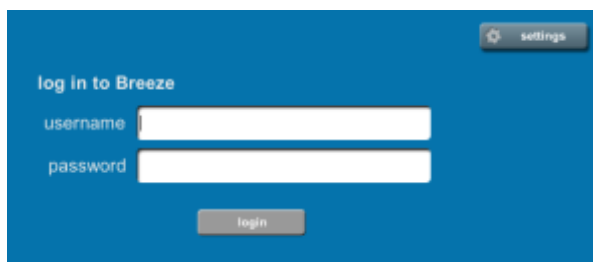 settings
log in to Breeze
username
password
login